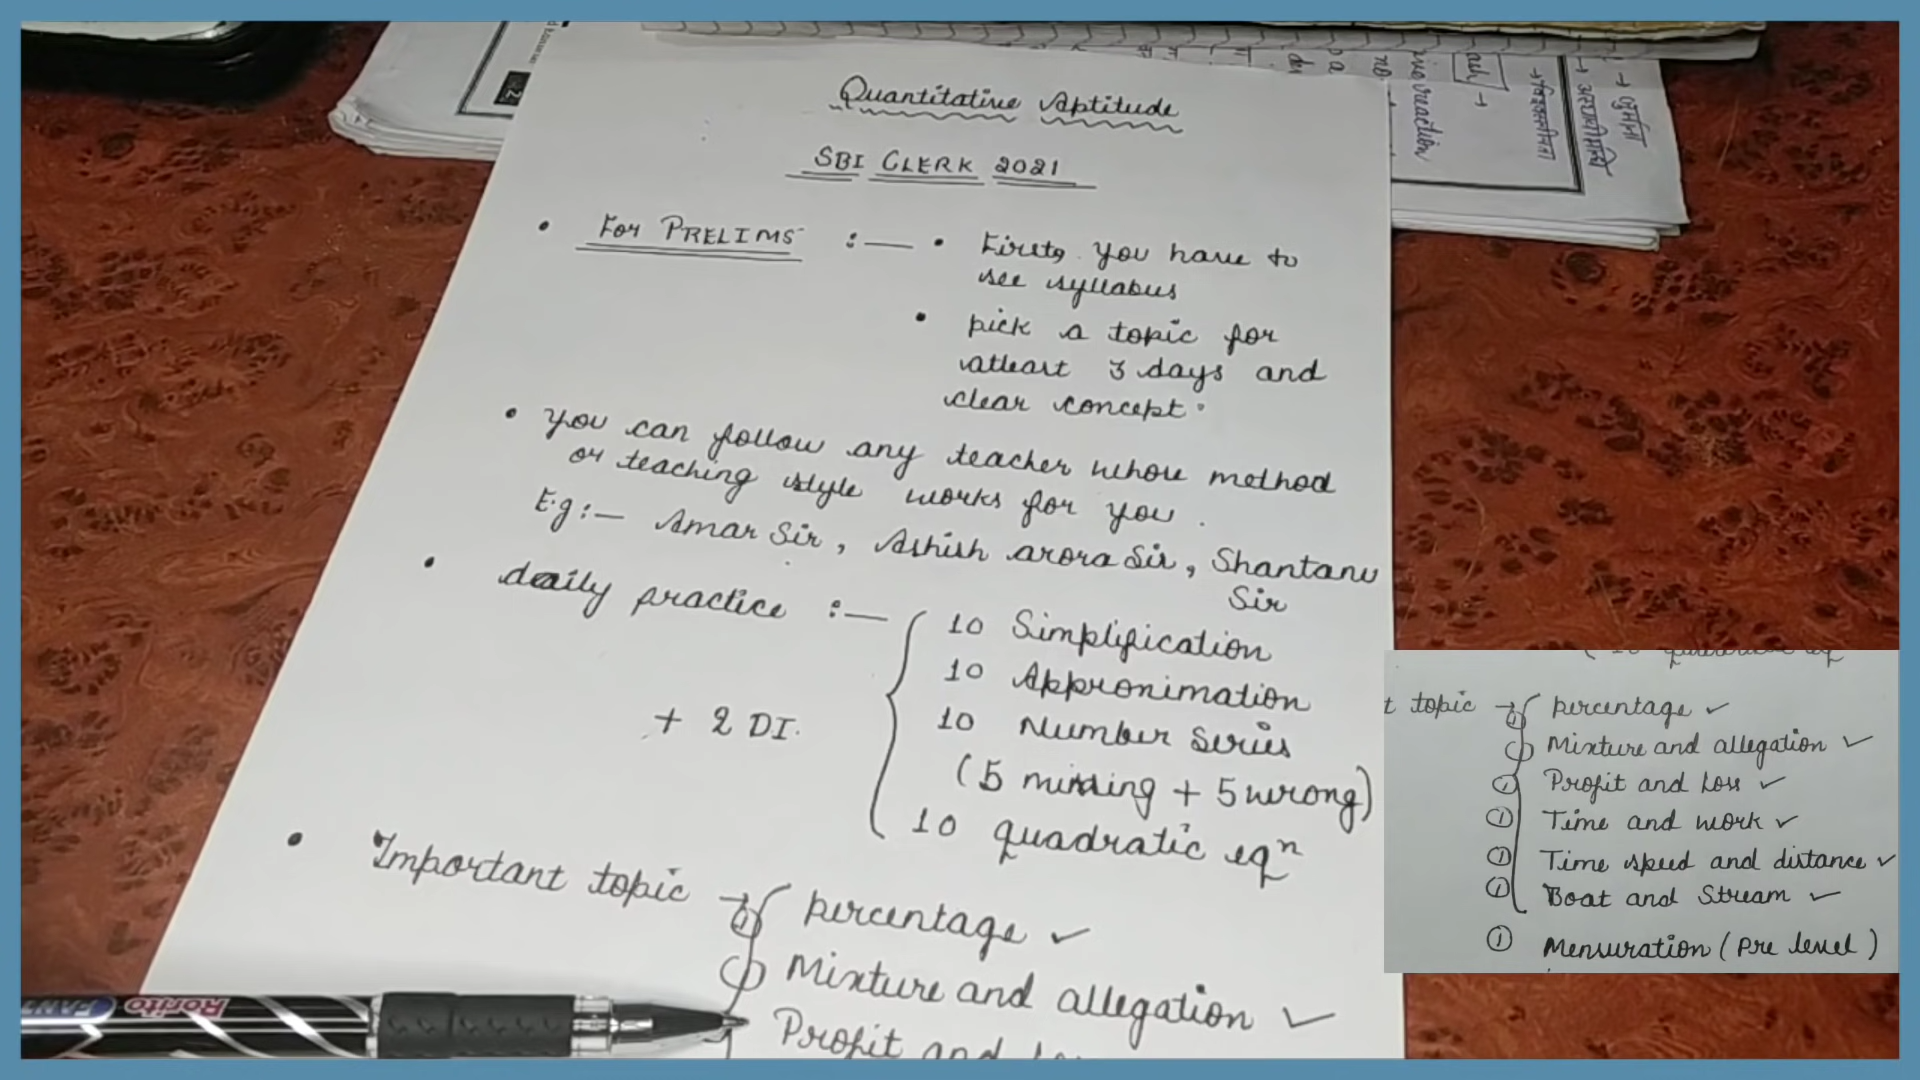 Quantitative Aptitude
SBI CLERK 2021
• For PRELIMS :— • Firsty you have to
see syllabus
• pick a topic for
atleast 3 days and
clear concept.
• you can follow any teacher whose method
or teaching style works for you.
E.g :— Amar Sir, Ashish arora Sir, Shantanu
Sir
• daily practice :— 10 Simplification
10 Approximation
+ 2 DI. 10 Number Series
(5 missing + 5 wrong)
10 quadratic eqn
• Important topic → ① percentage ✓
Mixture and allegation ✓
Profit and
t topic → ① percentage ✓
Mixture and allegation ✓
① Profit and Loss ✓
① Time and work ✓
① Time speed and distance ✓
① Boat and Stream ✓
① Mensuration (Pre level)
Rorito
reaction